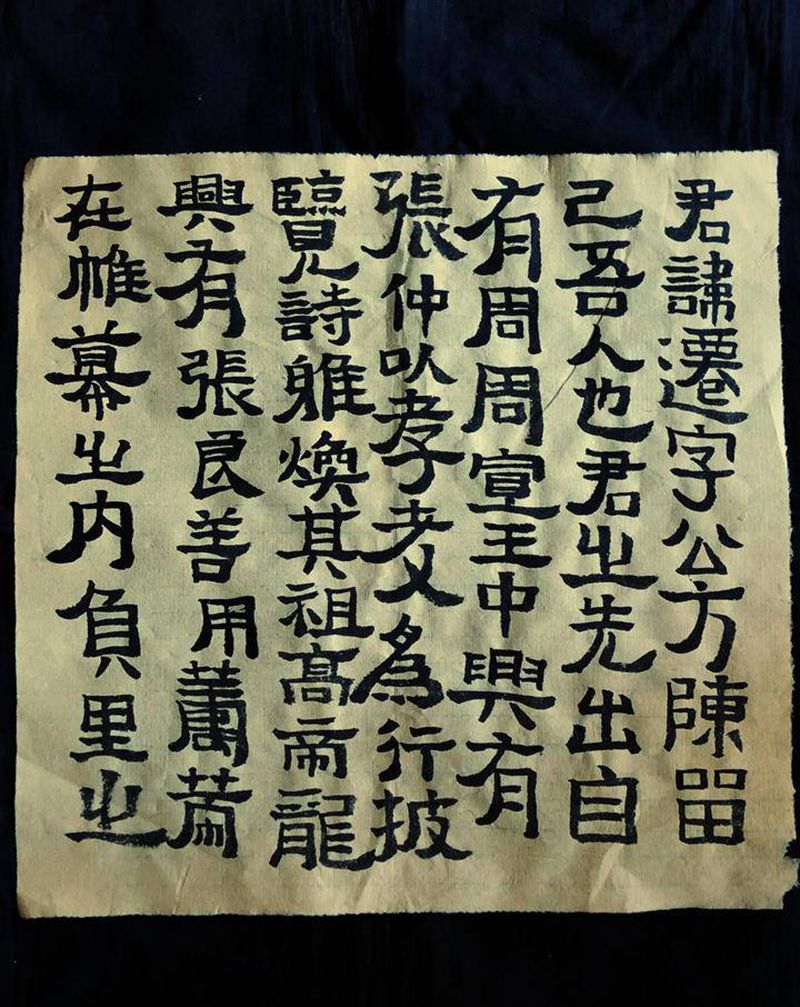 君諱遷字公方陳留
己吾人也君之先出自
有周周宣王中興有
張仲以孝友爲行披
覽詩雅煥其祖高帝龍
興有張良善用籌策
在帷幕之内負里之